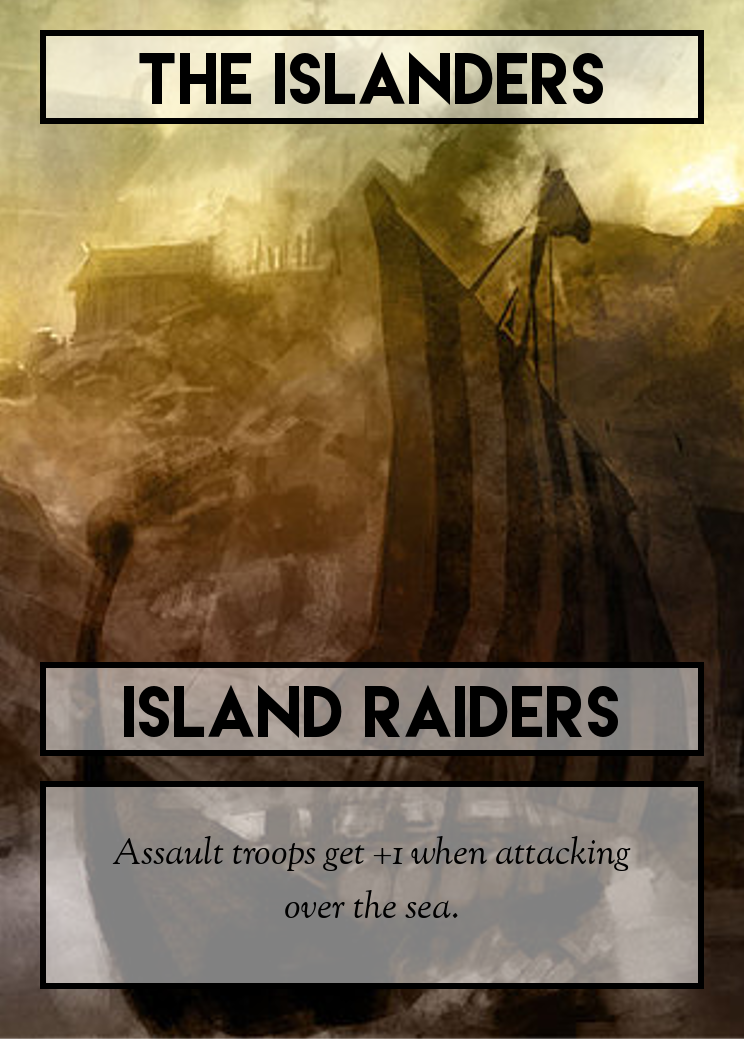 THE ISLANDERS
ISLAND RAIDERS
Assault troops get +1 when attacking
over the sea.